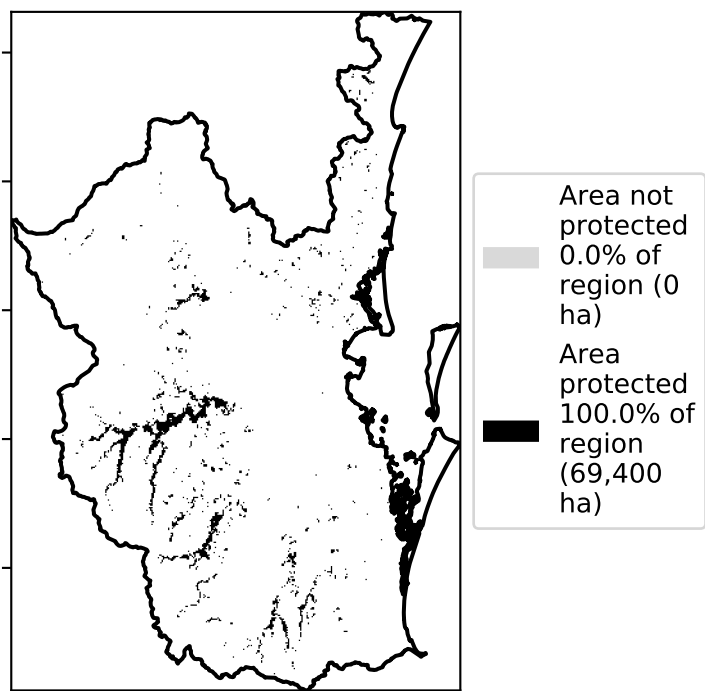 Area not
protected
0.0% of
region (0
ha)
Area
protected
100.0% of
region
(69,400
ha)